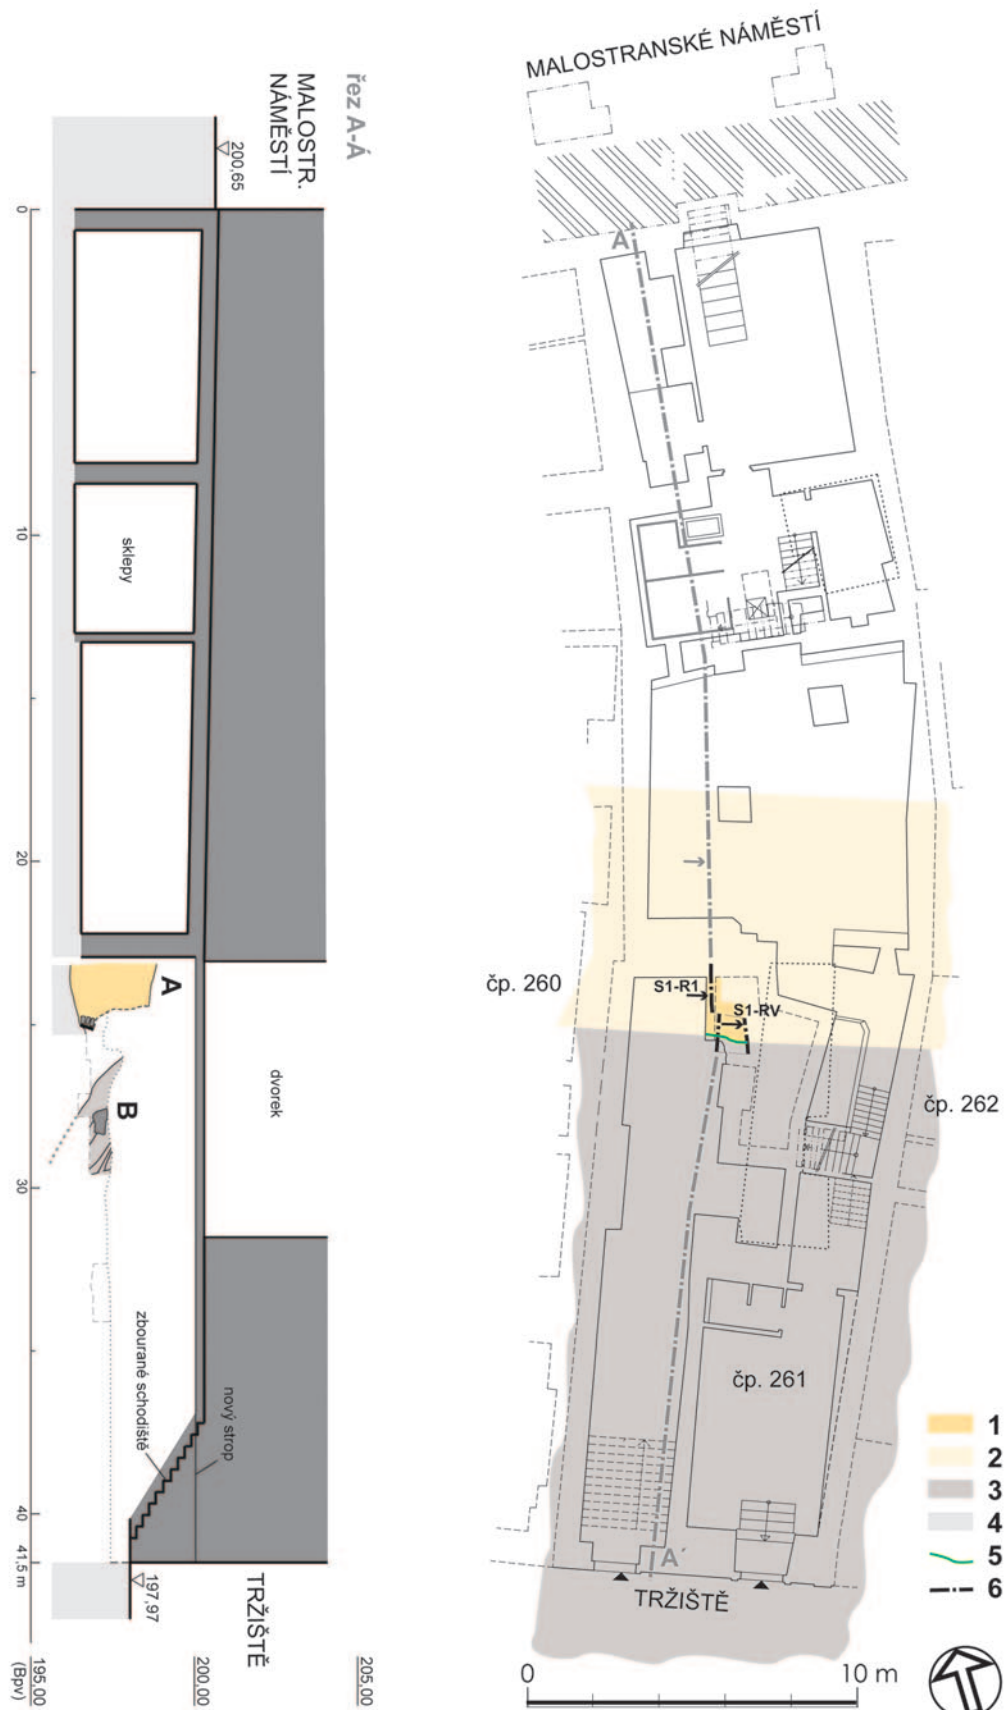 řez A-Á
MALOSTR.
NÁMĚSTÍ
200,65
0
10
20
30
40
41,5 m
sklepy
A
B
dvorek
zbourané schodiště
nový strop
197,97
TRŽIŠTĚ
195,00
(Bpv)
200,00
205,00
MALOSTRANSKÉ NÁMĚSTÍ
A
čp. 260
S1-R1
S1-RV
čp. 262
čp. 261
A´
TRŽIŠTĚ
1
2
3
4
5
6
0
10 m